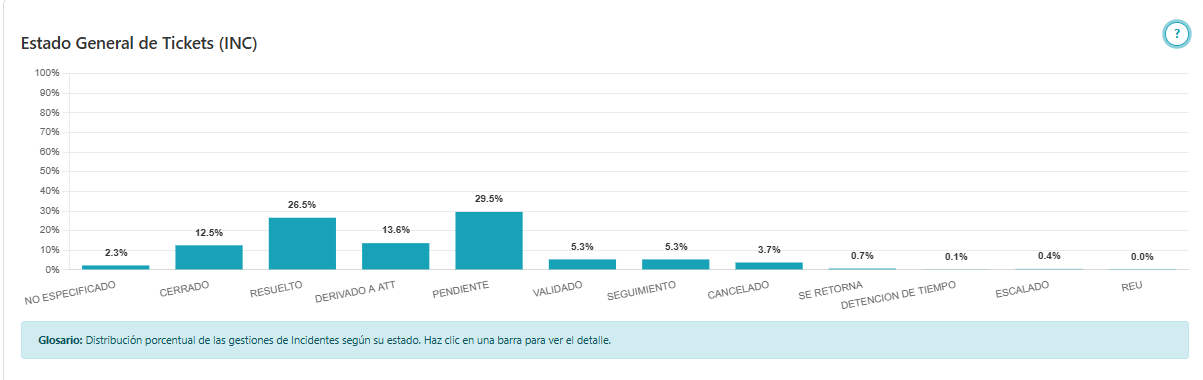 Estado General de Tickets (INC)
?
100%
90%
80%
70%
60%
50%
40%
30%
20%
10%
0%
2.3%
12.5%
26.5%
13.6%
29.5%
5.3%
5.3%
3.7%
0.7%
0.1%
0.4%
0.0%
NO ESPECIFICADO
CERRADO
RESUELTO
DERIVADO A ATT
PENDIENTE
VALIDADO
SEGUIMIENTO
CANCELADO
SE RETORNA
DETENCION DE TIEMPO
ESCALADO
REU
Glosario: Distribución porcentual de las gestiones de Incidentes según su estado. Haz clic en una barra para ver el detalle.